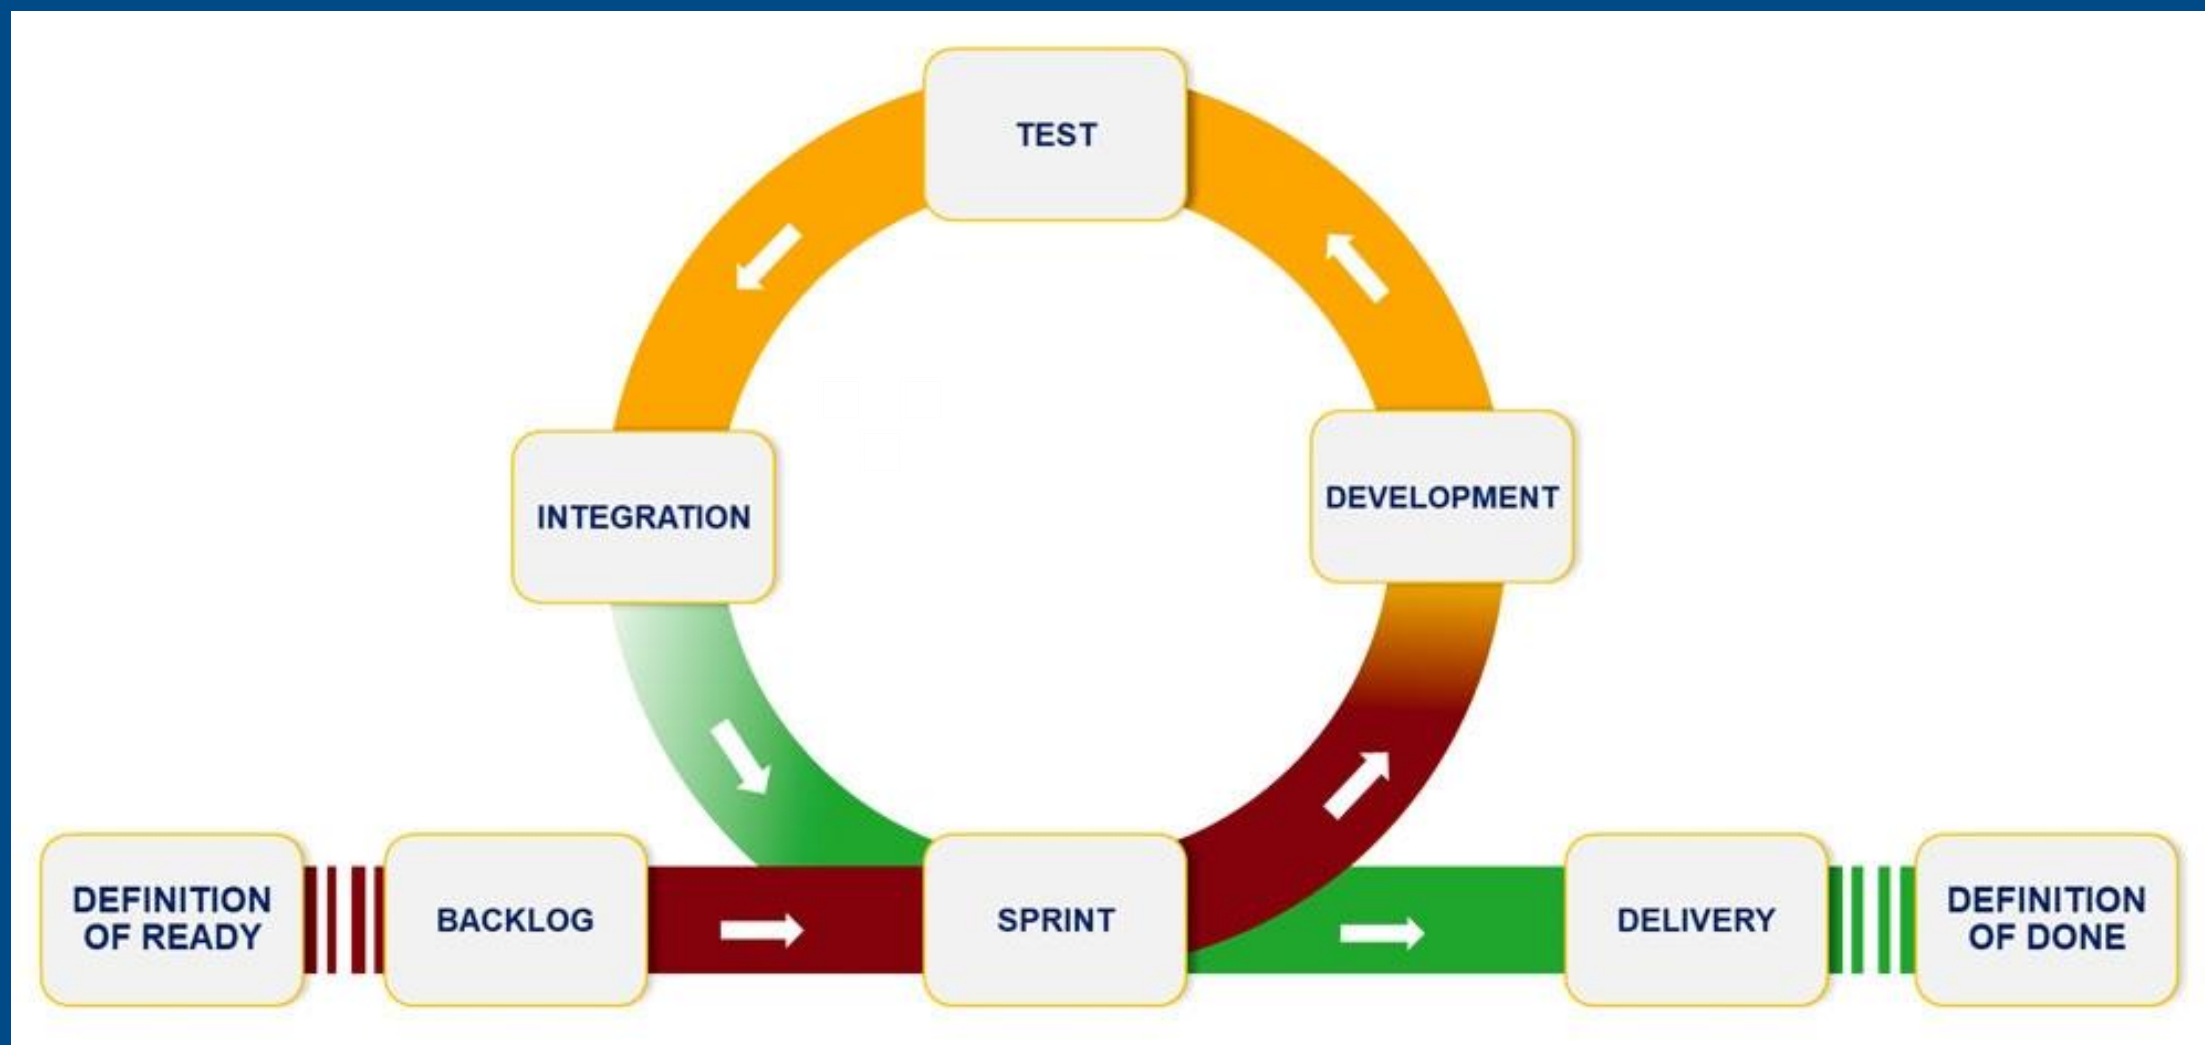 TEST
INTEGRATION
DEVELOPMENT
DEFINITION
OF READY
BACKLOG
SPRINT
DELIVERY
DEFINITION
OF DONE